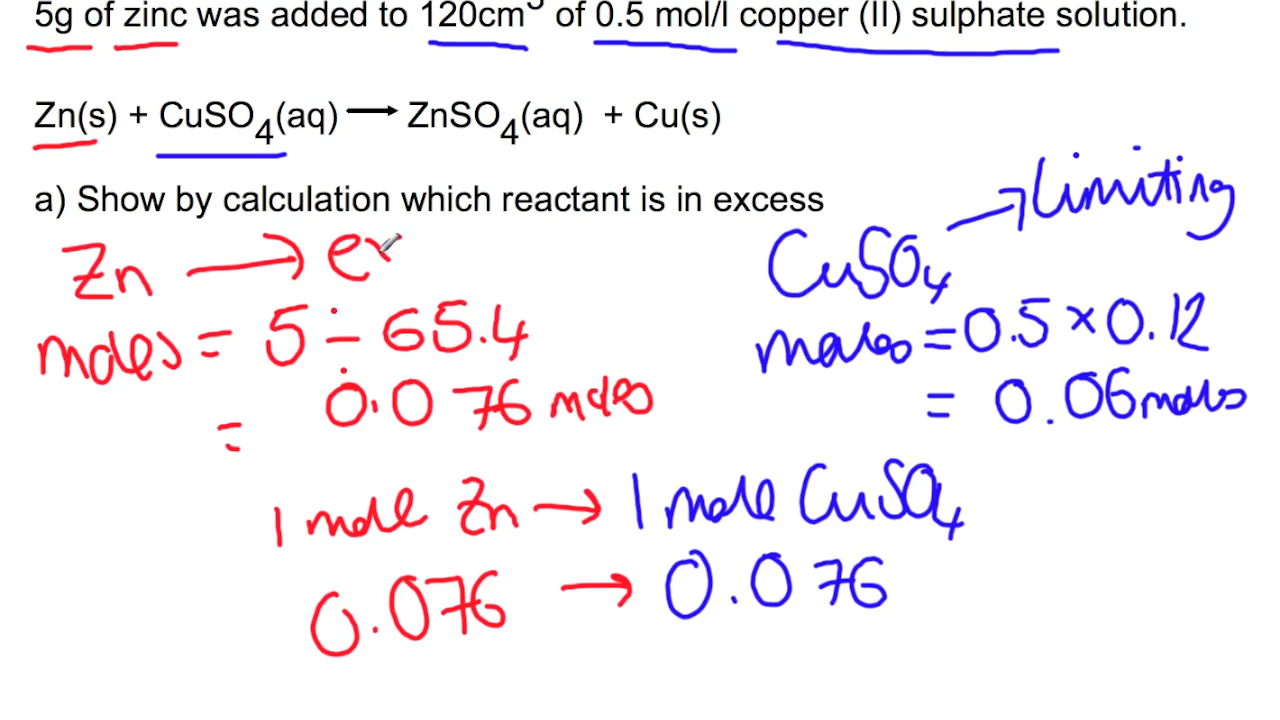 5g of zinc was added to 120cm³ of 0.5 mol/l copper (II) sulphate solution.
Zn(s) + CuSO₄(aq) → ZnSO₄(aq) + Cu(s)
a) Show by calculation which reactant is in excess
Zn → ex
moles = 5 ÷ 65.4
= 0.076 moles
CuSO₄ → limiting
moles = 0.5 × 0.12
= 0.06 moles
1 mole Zn → 1 mole CuSO₄
0.076 → 0.076